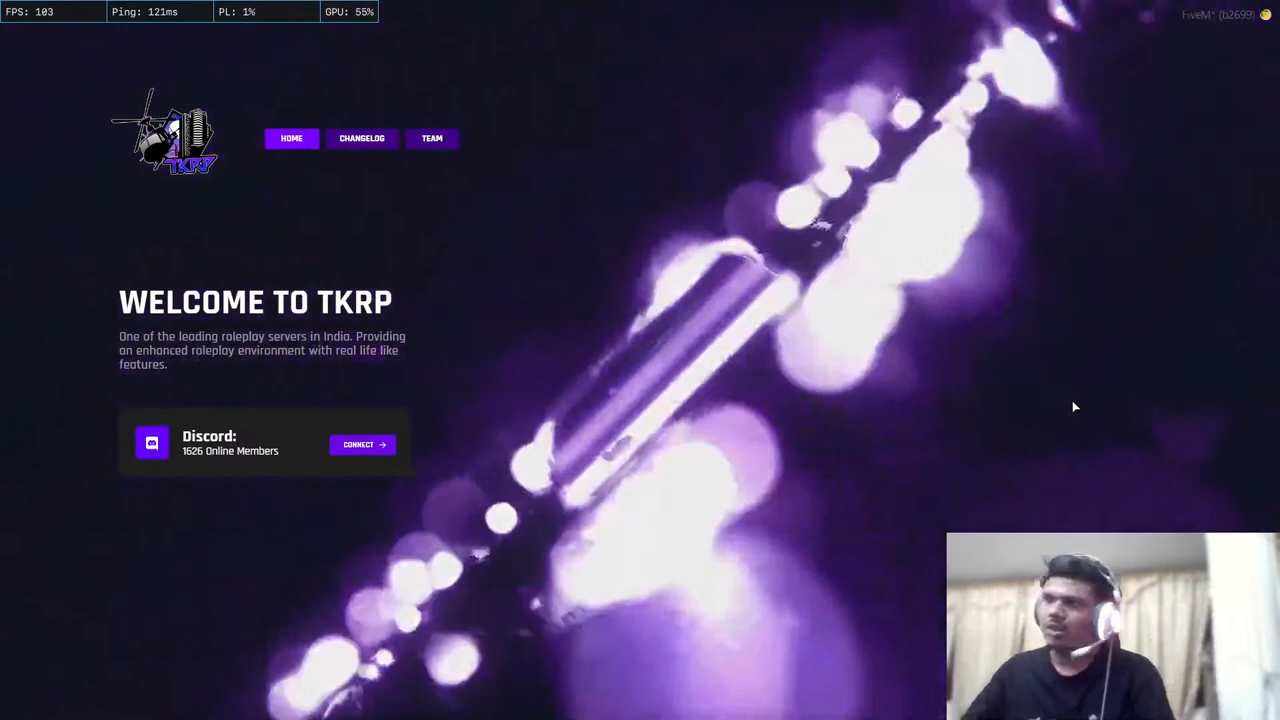 FPS: 103 Ping: 121ms PL: 1% GPU: 55%
FiveM* (b2699)
TKRP
HOME CHANGELOG TEAM
WELCOME TO TKRP
One of the leading roleplay servers in India. Providing
an enhanced roleplay environment with real life like
features.
Discord:
1626 Online Members
CONNECT →